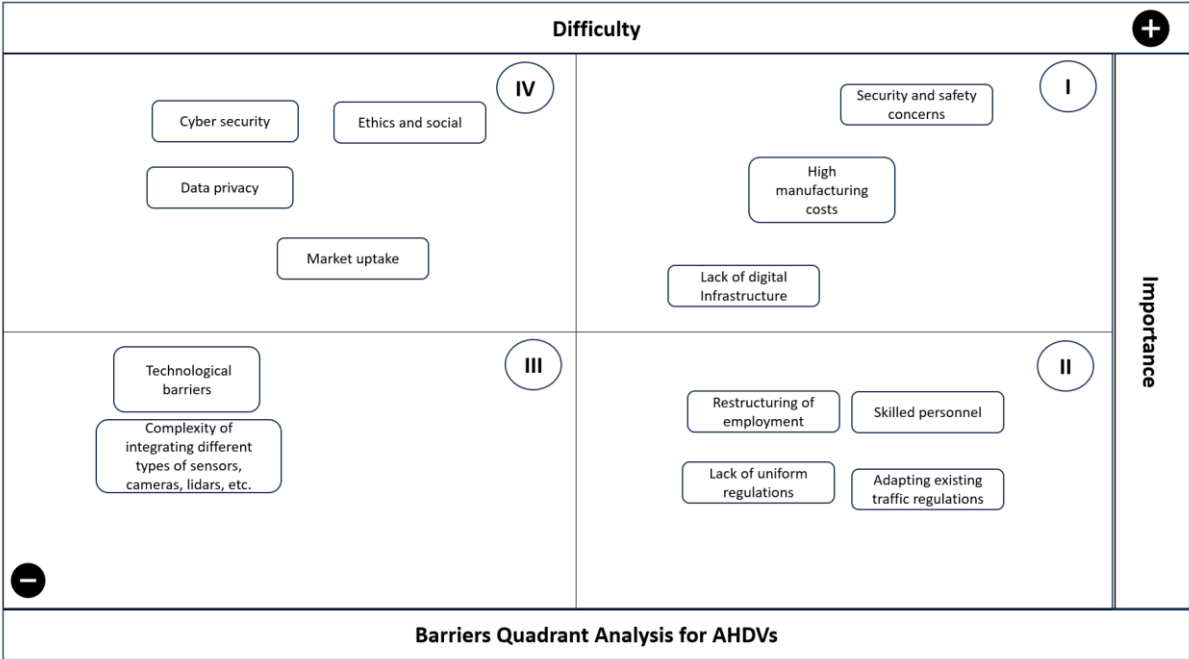 Difficulty
+
IV
Cyber security
Ethics and social
Data privacy
Market uptake
I
Security and safety
concerns
High
manufacturing
costs
Lack of digital
Infrastructure
Importance
III
Technological
barriers
Complexity of
integrating different
types of sensors,
cameras, lidars, etc.
−
II
Restructuring of
employment
Skilled personnel
Lack of uniform
regulations
Adapting existing
traffic regulations
Barriers Quadrant Analysis for AHDVs